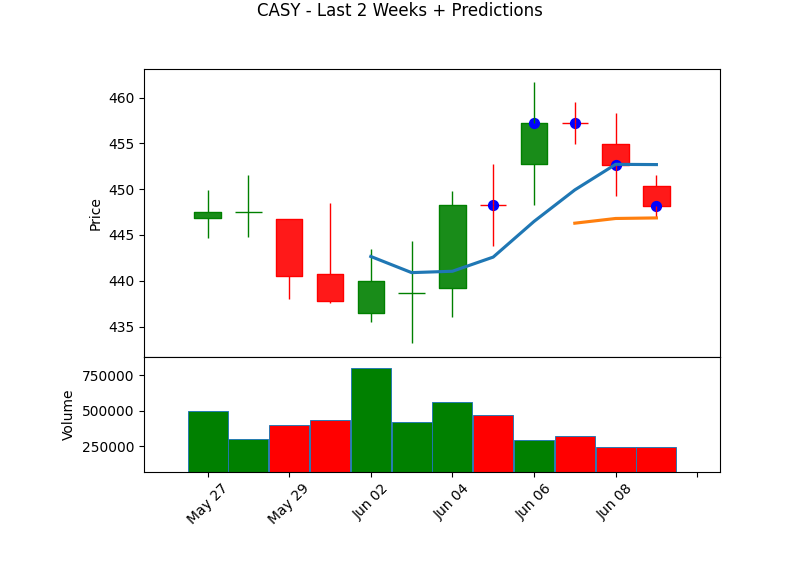 CASY - Last 2 Weeks + Predictions
460
455
450
445
440
435
Price
750000
500000
250000
Volume
May 27
May 29
Jun 02
Jun 04
Jun 06
Jun 08